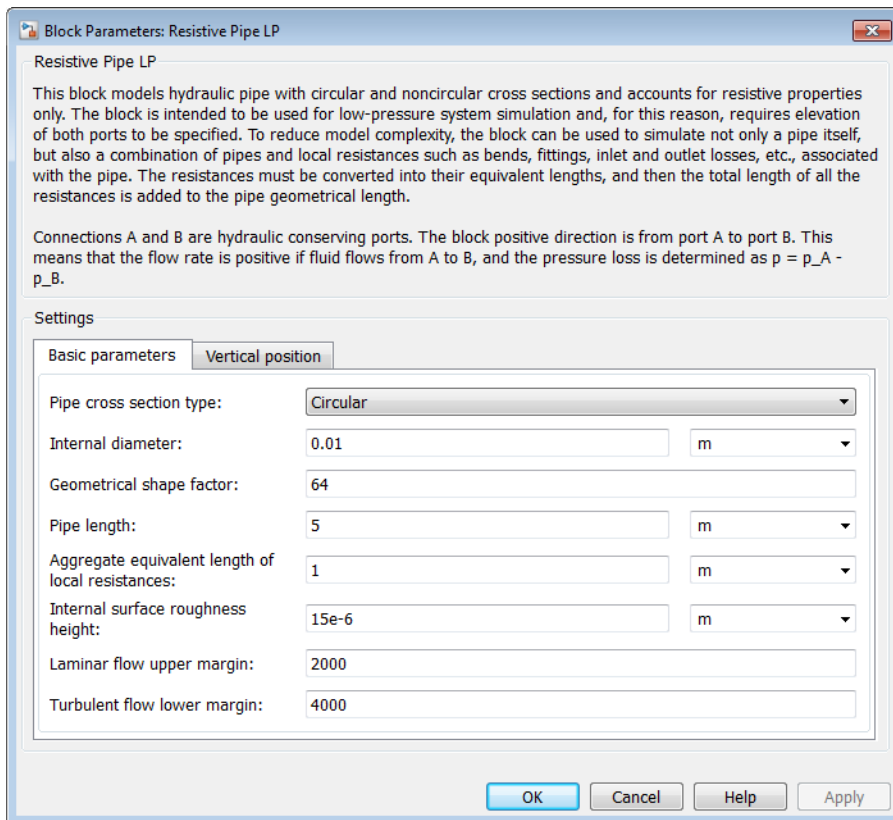 Block Parameters: Resistive Pipe LP
Resistive Pipe LP
This block models hydraulic pipe with circular and noncircular cross sections and accounts for resistive properties
only. The block is intended to be used for low-pressure system simulation and, for this reason, requires elevation
of both ports to be specified. To reduce model complexity, the block can be used to simulate not only a pipe itself,
but also a combination of pipes and local resistances such as bends, fittings, inlet and outlet losses, etc., associated
with the pipe. The resistances must be converted into their equivalent lengths, and then the total length of all the
resistances is added to the pipe geometrical length.
Connections A and B are hydraulic conserving ports. The block positive direction is from port A to port B. This
means that the flow rate is positive if fluid flows from A to B, and the pressure loss is determined as p = p_A -
p_B.
Settings
Basic parameters Vertical position
Pipe cross section type: Circular
Internal diameter: 0.01 m
Geometrical shape factor: 64
Pipe length: 5 m
Aggregate equivalent length of
local resistances: 1 m
Internal surface roughness
height: 15e-6 m
Laminar flow upper margin: 2000
Turbulent flow lower margin: 4000
OK Cancel Help Apply